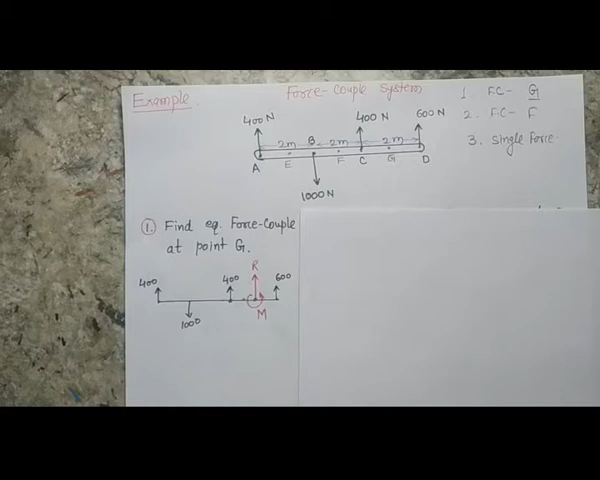 Example.
Force-Couple System
1 F.C- G
2. F.C- F
3. Single Force
400 N
400 N
600 N
2m B 2m 2m
A E F C G D
1000 N
1. Find eq. Force-Couple
at point G.
400
400
R
600
1000
M